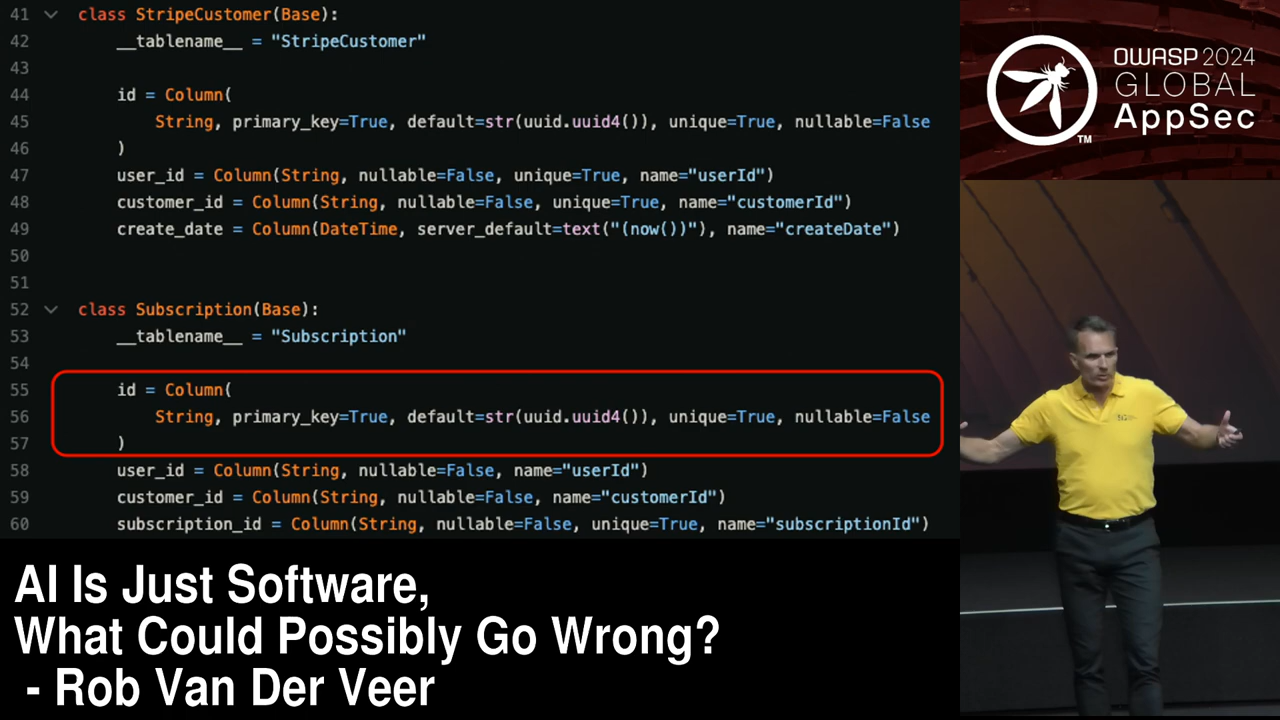 41 class StripeCustomer(Base):
42 __tablename__ = "StripeCustomer"
43
44 id = Column(
45 String, primary_key=True, default=str(uuid.uuid4()), unique=True, nullable=False
46 )
47 user_id = Column(String, nullable=False, unique=True, name="userId")
48 customer_id = Column(String, nullable=False, unique=True, name="customerId")
49 create_date = Column(DateTime, server_default=text("(now())"), name="createDate")
50
51
52 class Subscription(Base):
53 __tablename__ = "Subscription"
54
55 id = Column(
56 String, primary_key=True, default=str(uuid.uuid4()), unique=True, nullable=False
57 )
58 user_id = Column(String, nullable=False, name="userId")
59 customer_id = Column(String, nullable=False, name="customerId")
60 subscription_id = Column(String, nullable=False, unique=True, name="subscriptionId")
OWASP 2024
GLOBAL
AppSec
TM
AI Is Just Software,
What Could Possibly Go Wrong?
- Rob Van Der Veer